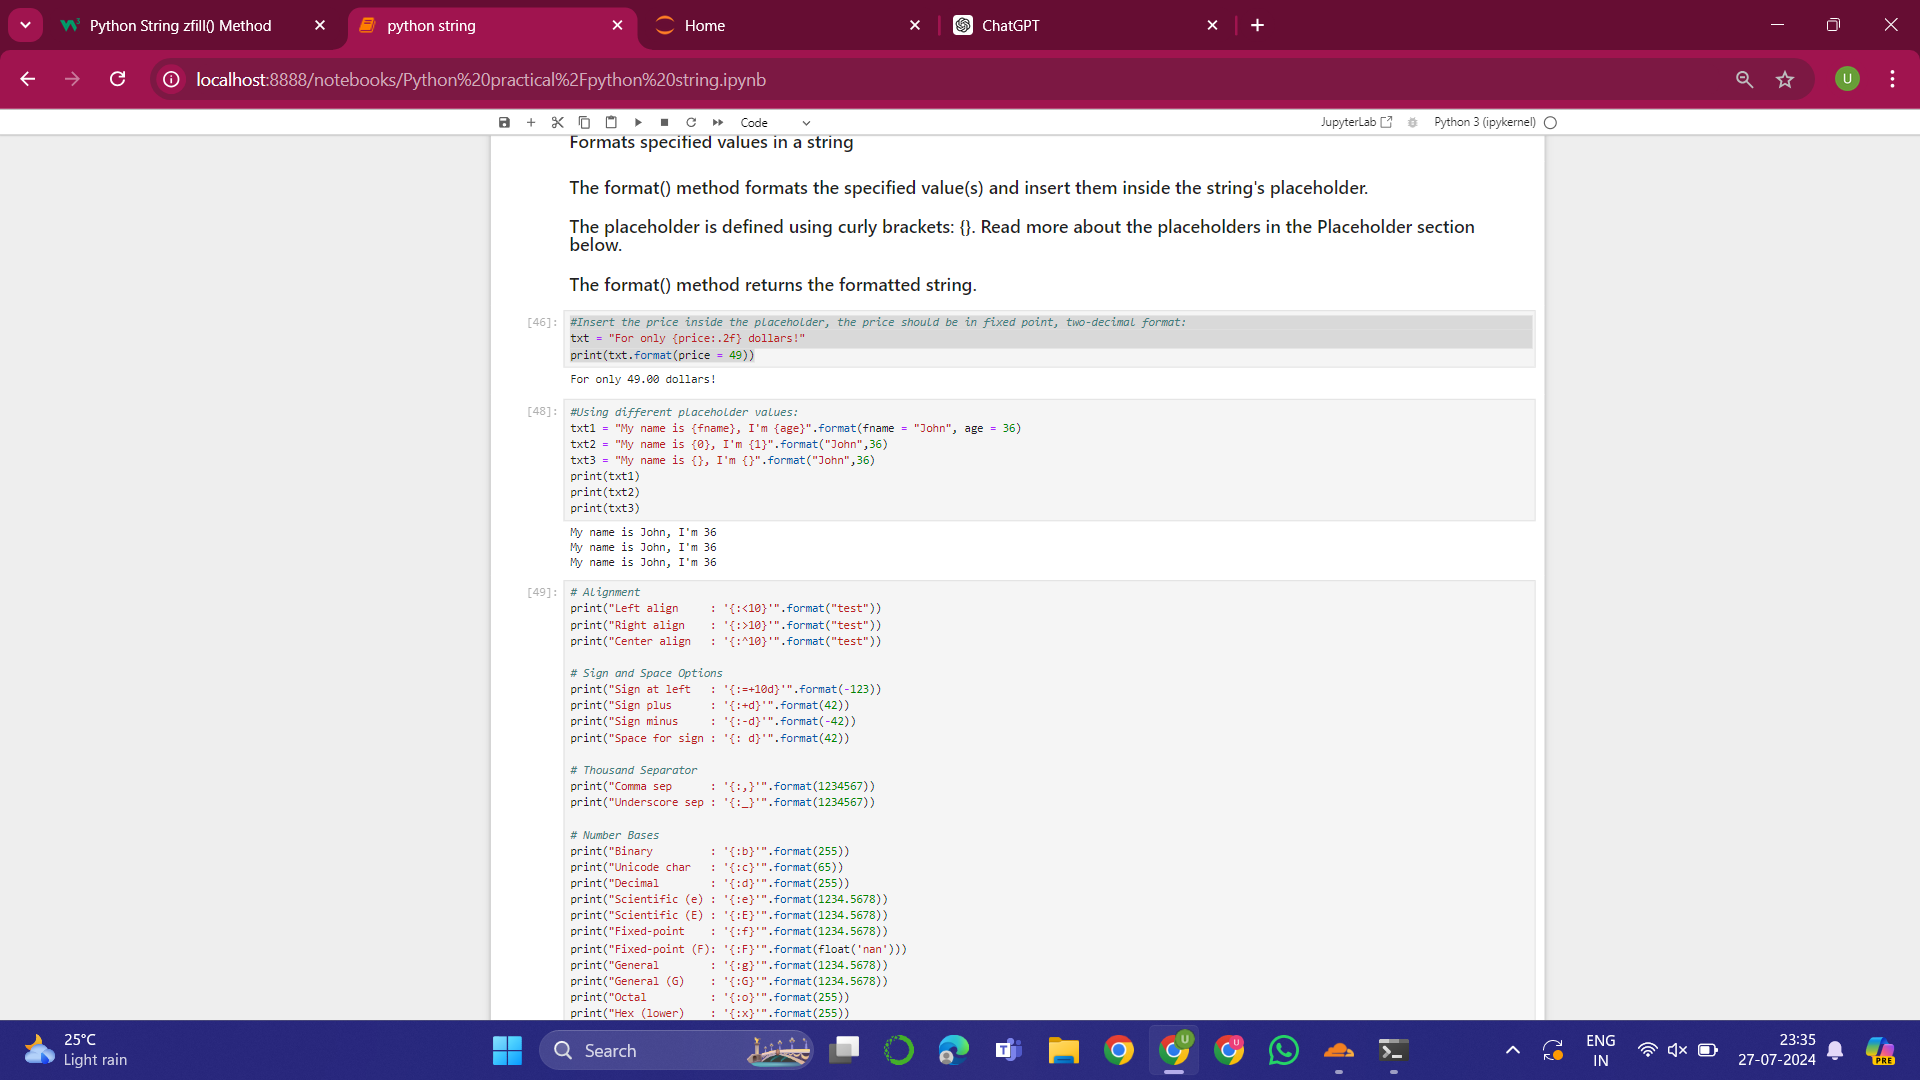 Python String zfill() Method
python string
Home
ChatGPT
localhost:8888/notebooks/Python%20practical%2Fpython%20string.ipynb
U
Code
JupyterLab
Python 3 (ipykernel)
Formats specified values in a string
The format() method formats the specified value(s) and insert them inside the string's placeholder.
The placeholder is defined using curly brackets: {}. Read more about the placeholders in the Placeholder section
below.
The format() method returns the formatted string.
[46]:
#Insert the price inside the placeholder, the price should be in fixed point, two-decimal format:
txt = "For only {price:.2f} dollars!"
print(txt.format(price = 49))
For only 49.00 dollars!
[48]:
#Using different placeholder values:
txt1 = "My name is {fname}, I'm {age}".format(fname = "John", age = 36)
txt2 = "My name is {0}, I'm {1}".format("John",36)
txt3 = "My name is {}, I'm {}".format("John",36)
print(txt1)
print(txt2)
print(txt3)
My name is John, I'm 36
My name is John, I'm 36
My name is John, I'm 36
[49]:
# Alignment
print("Left align     : '{:<10}'".format("test"))
print("Right align    : '{:>10}'".format("test"))
print("Center align   : '{:^10}'".format("test"))
# Sign and Space Options
print("Sign at left   : '{:=+10d}'".format(-123))
print("Sign plus      : '{:+d}'".format(42))
print("Sign minus     : '{:-d}'".format(-42))
print("Space for sign : '{: d}'".format(42))
# Thousand Separator
print("Comma sep      : '{:,}'".format(1234567))
print("Underscore sep : '{:_}'".format(1234567))
# Number Bases
print("Binary         : '{:b}'".format(255))
print("Unicode char   : '{:c}'".format(65))
print("Decimal        : '{:d}'".format(255))
print("Scientific (e) : '{:e}'".format(1234.5678))
print("Scientific (E) : '{:E}'".format(1234.5678))
print("Fixed-point    : '{:f}'".format(1234.5678))
print("Fixed-point (F): '{:F}'".format(float('nan')))
print("General        : '{:g}'".format(1234.5678))
print("General (G)    : '{:G}'".format(1234.5678))
print("Octal          : '{:o}'".format(255))
print("Hex (lower)    : '{:x}'".format(255))
25°C
Light rain
Search
ENG
IN
23:35
27-07-2024
PRE